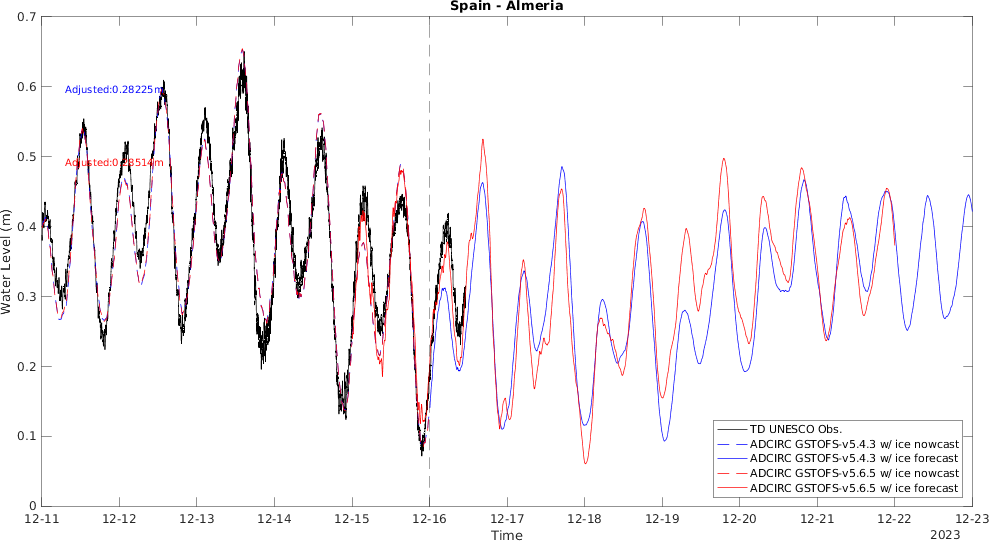 Spain - Almeria
0.7
0.6
0.5
0.4
0.3
0.2
0.1
0
Water Level (m)
Adjusted:0.28225m
Adjusted:0.28514m
TD UNESCO Obs.
ADCIRC GSTOFS-v5.4.3 w/ ice nowcast
ADCIRC GSTOFS-v5.4.3 w/ ice forecast
ADCIRC GSTOFS-v5.6.5 w/ ice nowcast
ADCIRC GSTOFS-v5.6.5 w/ ice forecast
12-11 12-12 12-13 12-14 12-15 12-16 12-17 12-18 12-19 12-20 12-21 12-22 12-23
Time
2023